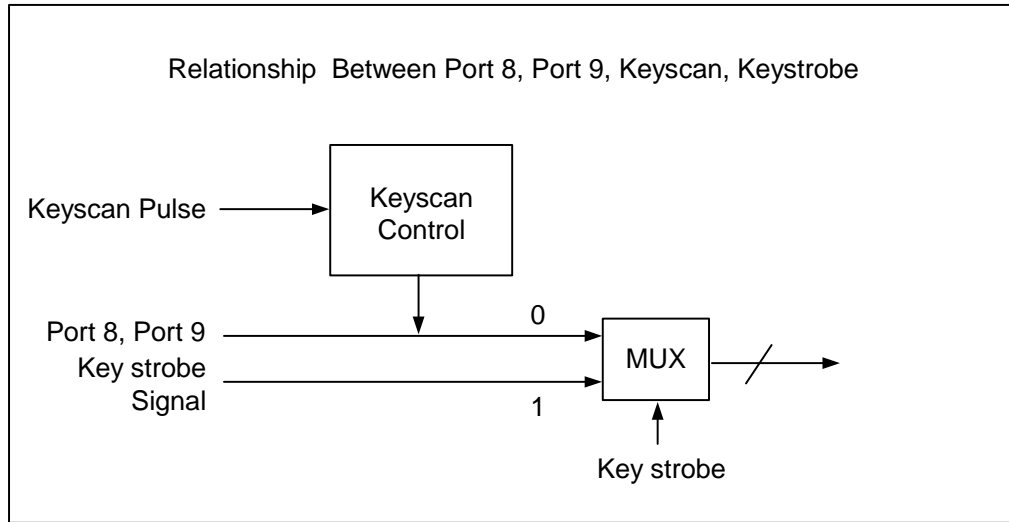 Relationship Between Port 8, Port 9, Keyscan, Keystrobe
Keyscan Pulse
Keyscan
Control
Port 8, Port 9
0
Key strobe
Signal
1
MUX
Key strobe